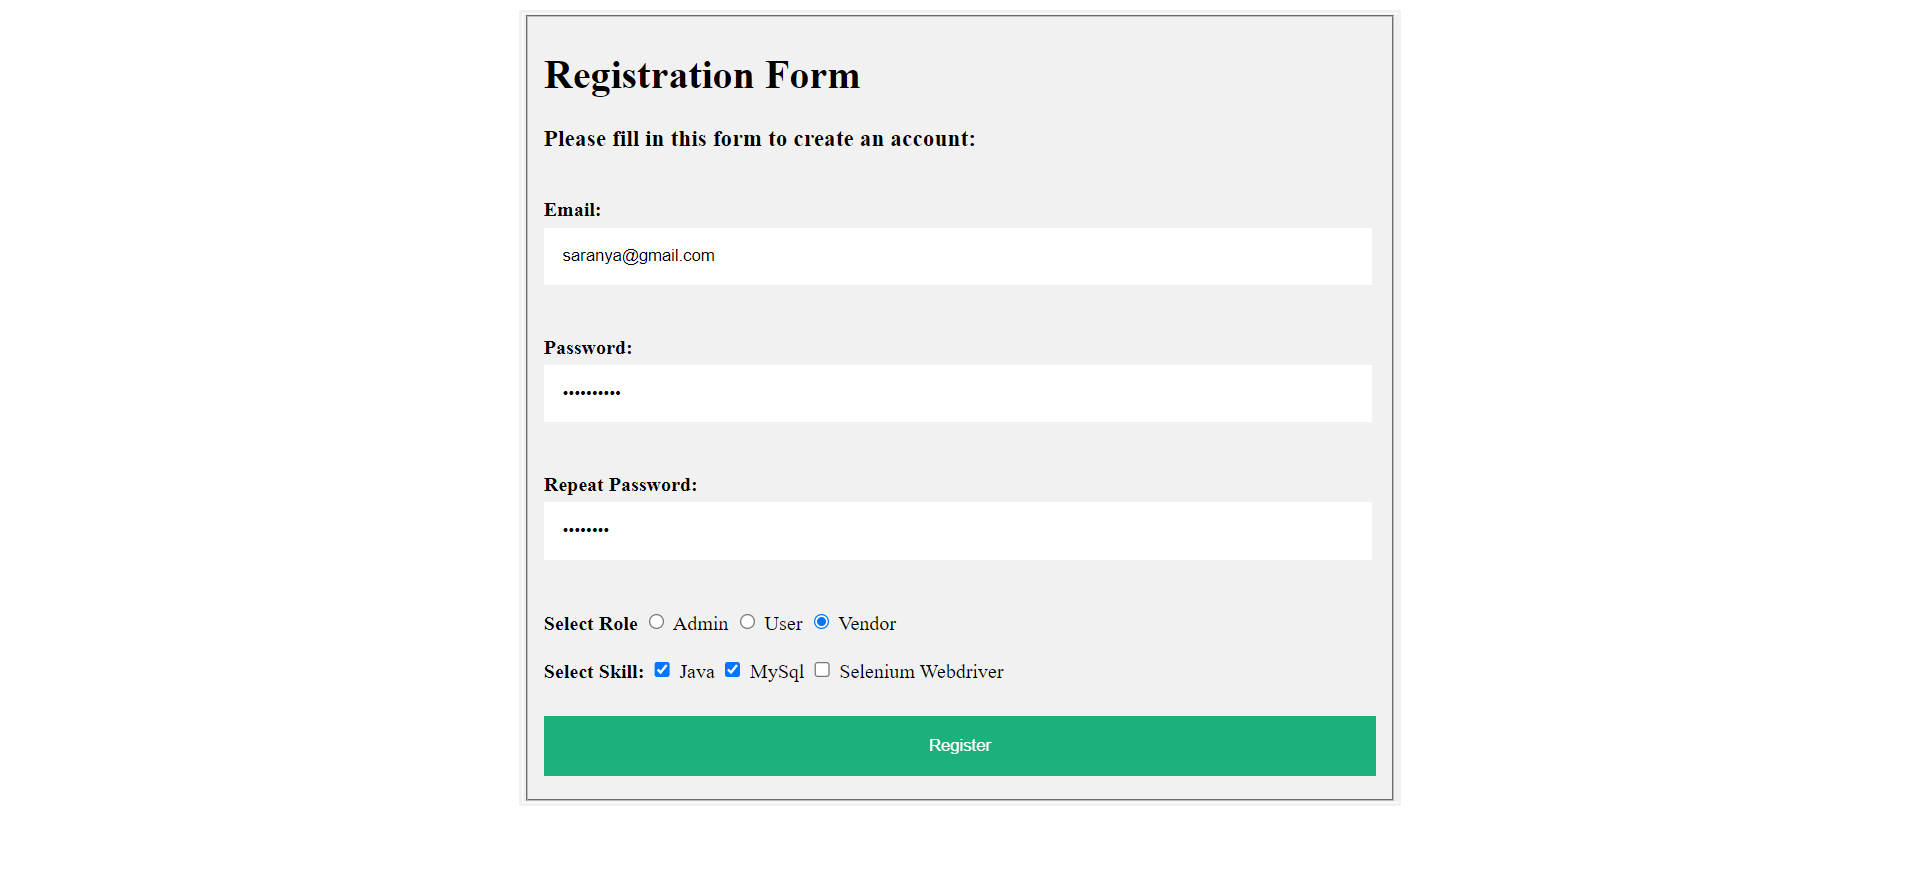 Registration Form
Please fill in this form to create an account:
Email:
saranya@gmail.com
Password:
••••••••••
Repeat Password:
••••••••
Select Role Admin User Vendor
Select Skill: Java MySql Selenium Webdriver
Register